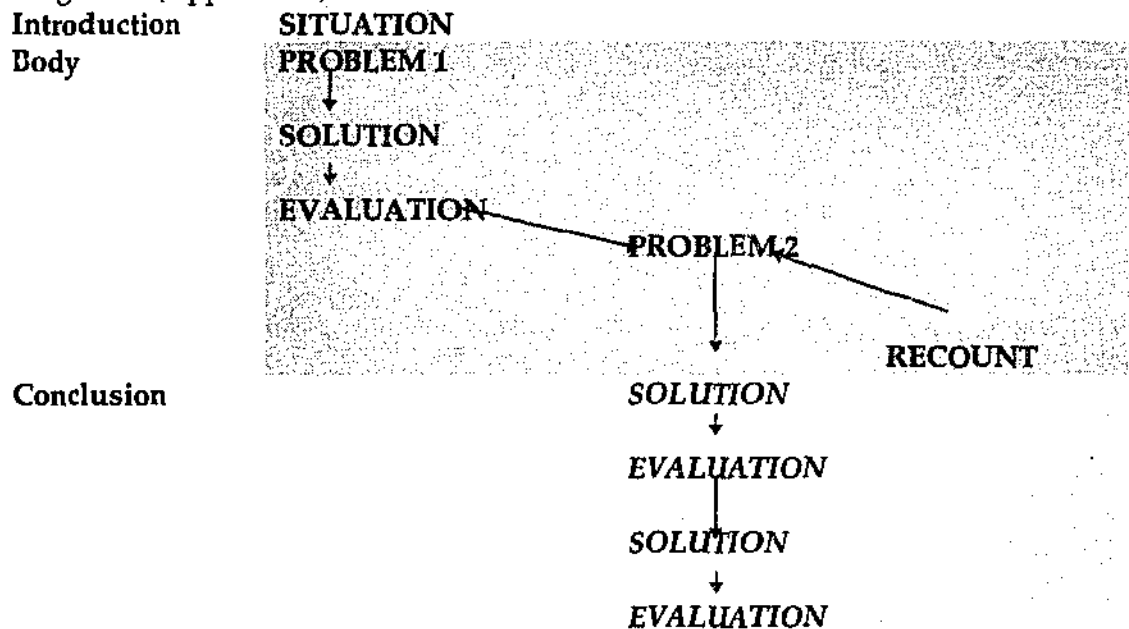 Introduction SITUATION
Body PROBLEM 1
SOLUTION
EVALUATION
PROBLEM 2
RECOUNT
Conclusion SOLUTION
EVALUATION
SOLUTION
EVALUATION